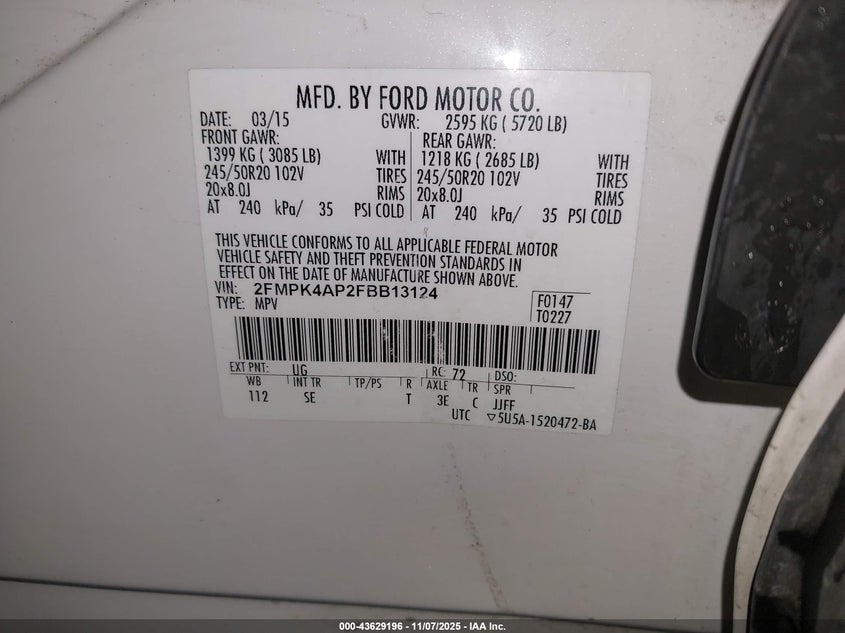 MFD. BY FORD MOTOR CO.
DATE: 03/15 GVWR: 2595 KG ( 5720 LB)
FRONT GAWR: REAR GAWR:
1399 KG ( 3085 LB) WITH 1218 KG ( 2685 LB) WITH
245/50R20 102V TIRES 245/50R20 102V TIRES
20x8.0J RIMS 20x8.0J RIMS
AT 240 kPa/ 35 PSI COLD AT 240 kPa/ 35 PSI COLD
THIS VEHICLE CONFORMS TO ALL APPLICABLE FEDERAL MOTOR
VEHICLE SAFETY AND THEFT PREVENTION STANDARDS IN
EFFECT ON THE DATE OF MANUFACTURE SHOWN ABOVE.
VIN: 2FMPK4AP2FBB13124
TYPE: MPV
F0147
T0227
EXT PNT: UG RC: 72 DSO:
WB INT TR TP/PS R AXLE TR SPR
112 SE T 3E C JJFF
UTC ▽5U5A-1520472-BA
000-43629196 - 11/07/2025 - IAA Inc.